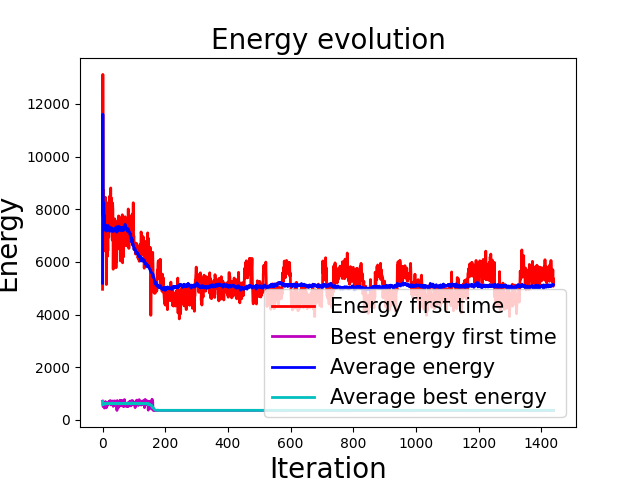 Energy evolution
Energy
12000
10000
8000
6000
4000
2000
0
Energy first time
Best energy first time
Average energy
Average best energy
0 200 400 600 800 1000 1200 1400
Iteration